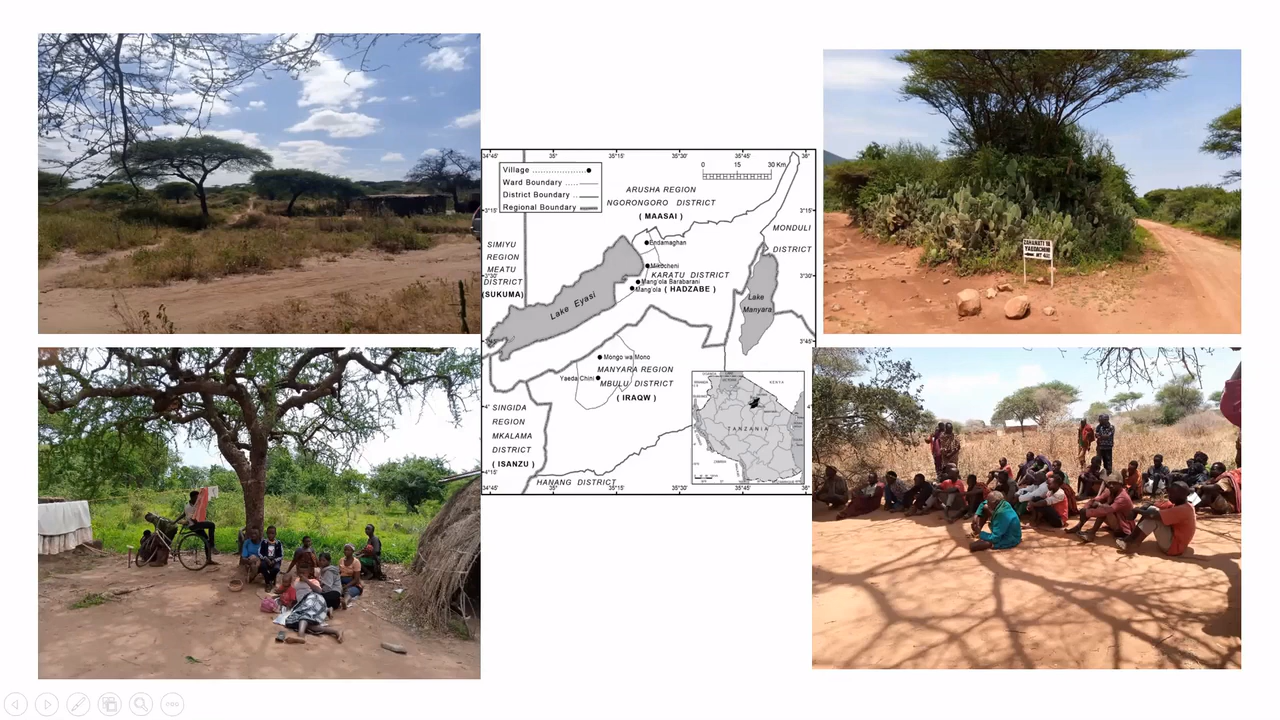 34°45'
35°
35°15'
35°30'
35°45'
36°
Village
Ward Boundary
District Boundary
Regional Boundary
0 15 30 Km
ARUSHA REGION
NGORONGORO DISTRICT
( MAASAI )
3°15'
MONDULI
DISTRICT
SIMIYU
REGION
MEATU
DISTRICT
(SUKUMA)
3°30'
Endamaghan
Mikocheni
KARATU DISTRICT
Mang'ola Barabarani
Mang'ola
( HADZABE )
Lake Eyasi
Lake
Manyara
3°45'
Mongo wa Mono
MANYARA REGION
Yaeda Chini
MBULU DISTRICT
( IRAQW )
4°
SINGIDA
REGION
MKALAMA
DISTRICT
( ISANZU )
4°15'
HANANG DISTRICT
KENYA
TANZANIA
34°45'
35°
35°15'
35°30'
35°45'
36°
ZAHANATI YA
YAEDACHINI